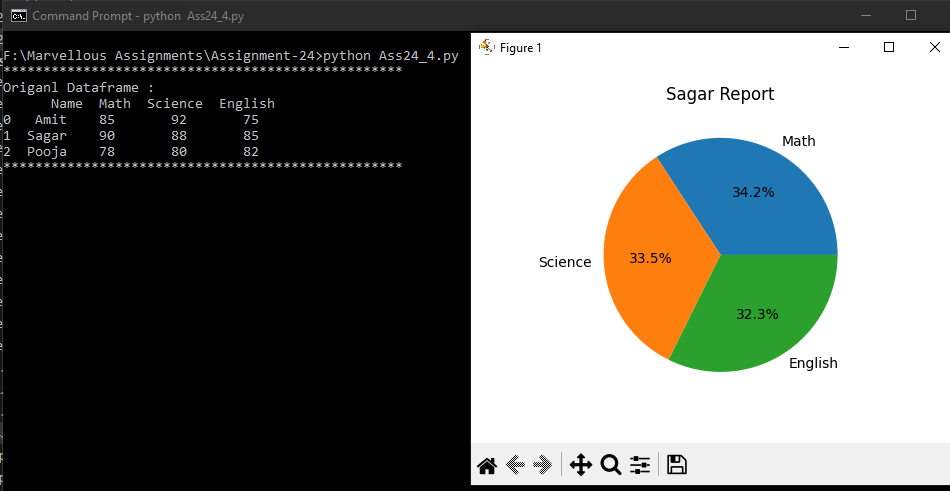 Command Prompt - python  Ass24_4.py
F:\Marvellous Assignments\Assignment-24>python Ass24_4.py
**************************************************
Origanl Dataframe :
      Name  Math  Science  English
0   Amit    85       92       75
1  Sagar    90       88       85
2  Pooja    78       80       82
**************************************************
Figure 1
Sagar Report
Math
34.2%
Science
33.5%
32.3%
English